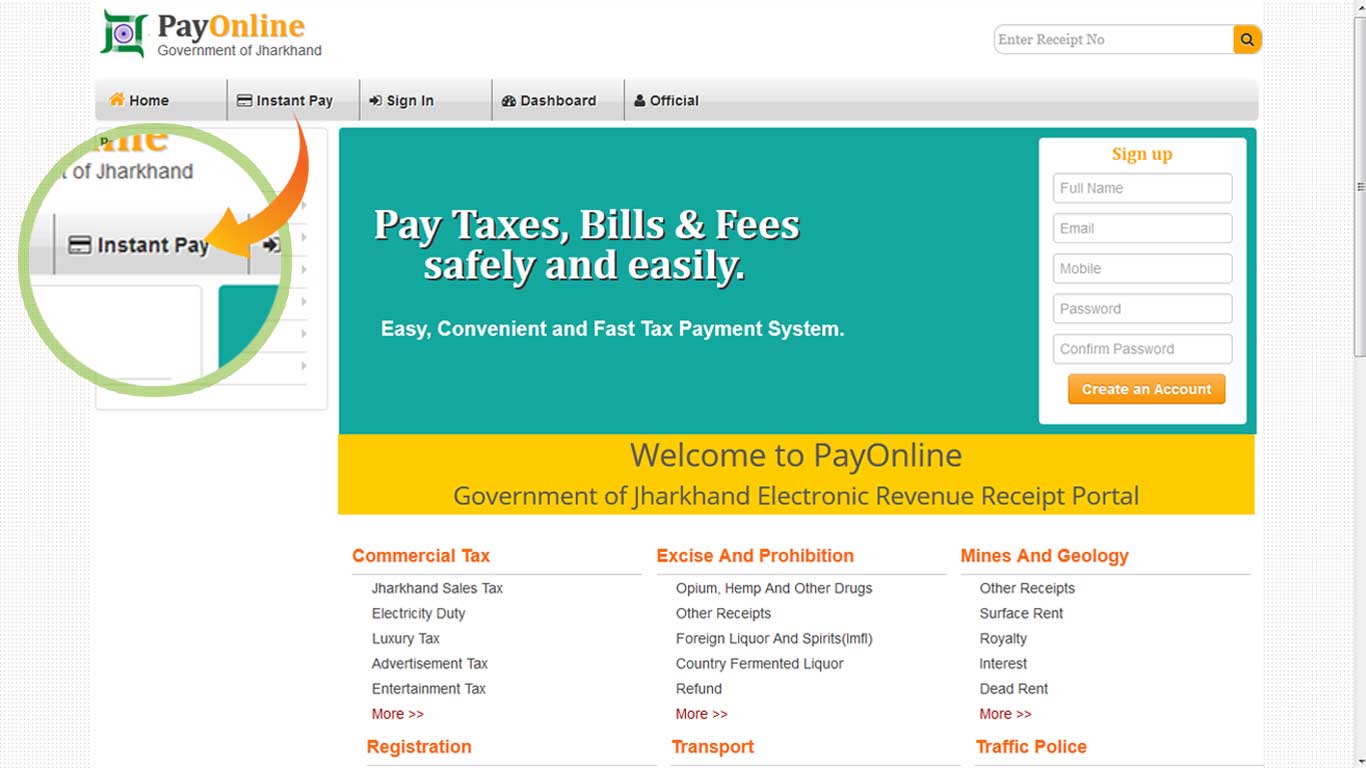 PayOnline
Government of Jharkhand
Enter Receipt No
Home
Instant Pay
Sign In
Dashboard
Official
t of Jharkhand
Instant Pay
Pay Taxes, Bills & Fees
safely and easily.
Easy, Convenient and Fast Tax Payment System.
Sign up
Full Name
Email
Mobile
Password
Confirm Password
Create an Account
Welcome to PayOnline
Government of Jharkhand Electronic Revenue Receipt Portal
Commercial Tax
Jharkhand Sales Tax
Electricity Duty
Luxury Tax
Advertisement Tax
Entertainment Tax
More >>
Excise And Prohibition
Opium, Hemp And Other Drugs
Other Receipts
Foreign Liquor And Spirits(Imfl)
Country Fermented Liquor
Refund
More >>
Mines And Geology
Other Receipts
Surface Rent
Royalty
Interest
Dead Rent
More >>
Registration
Transport
Traffic Police